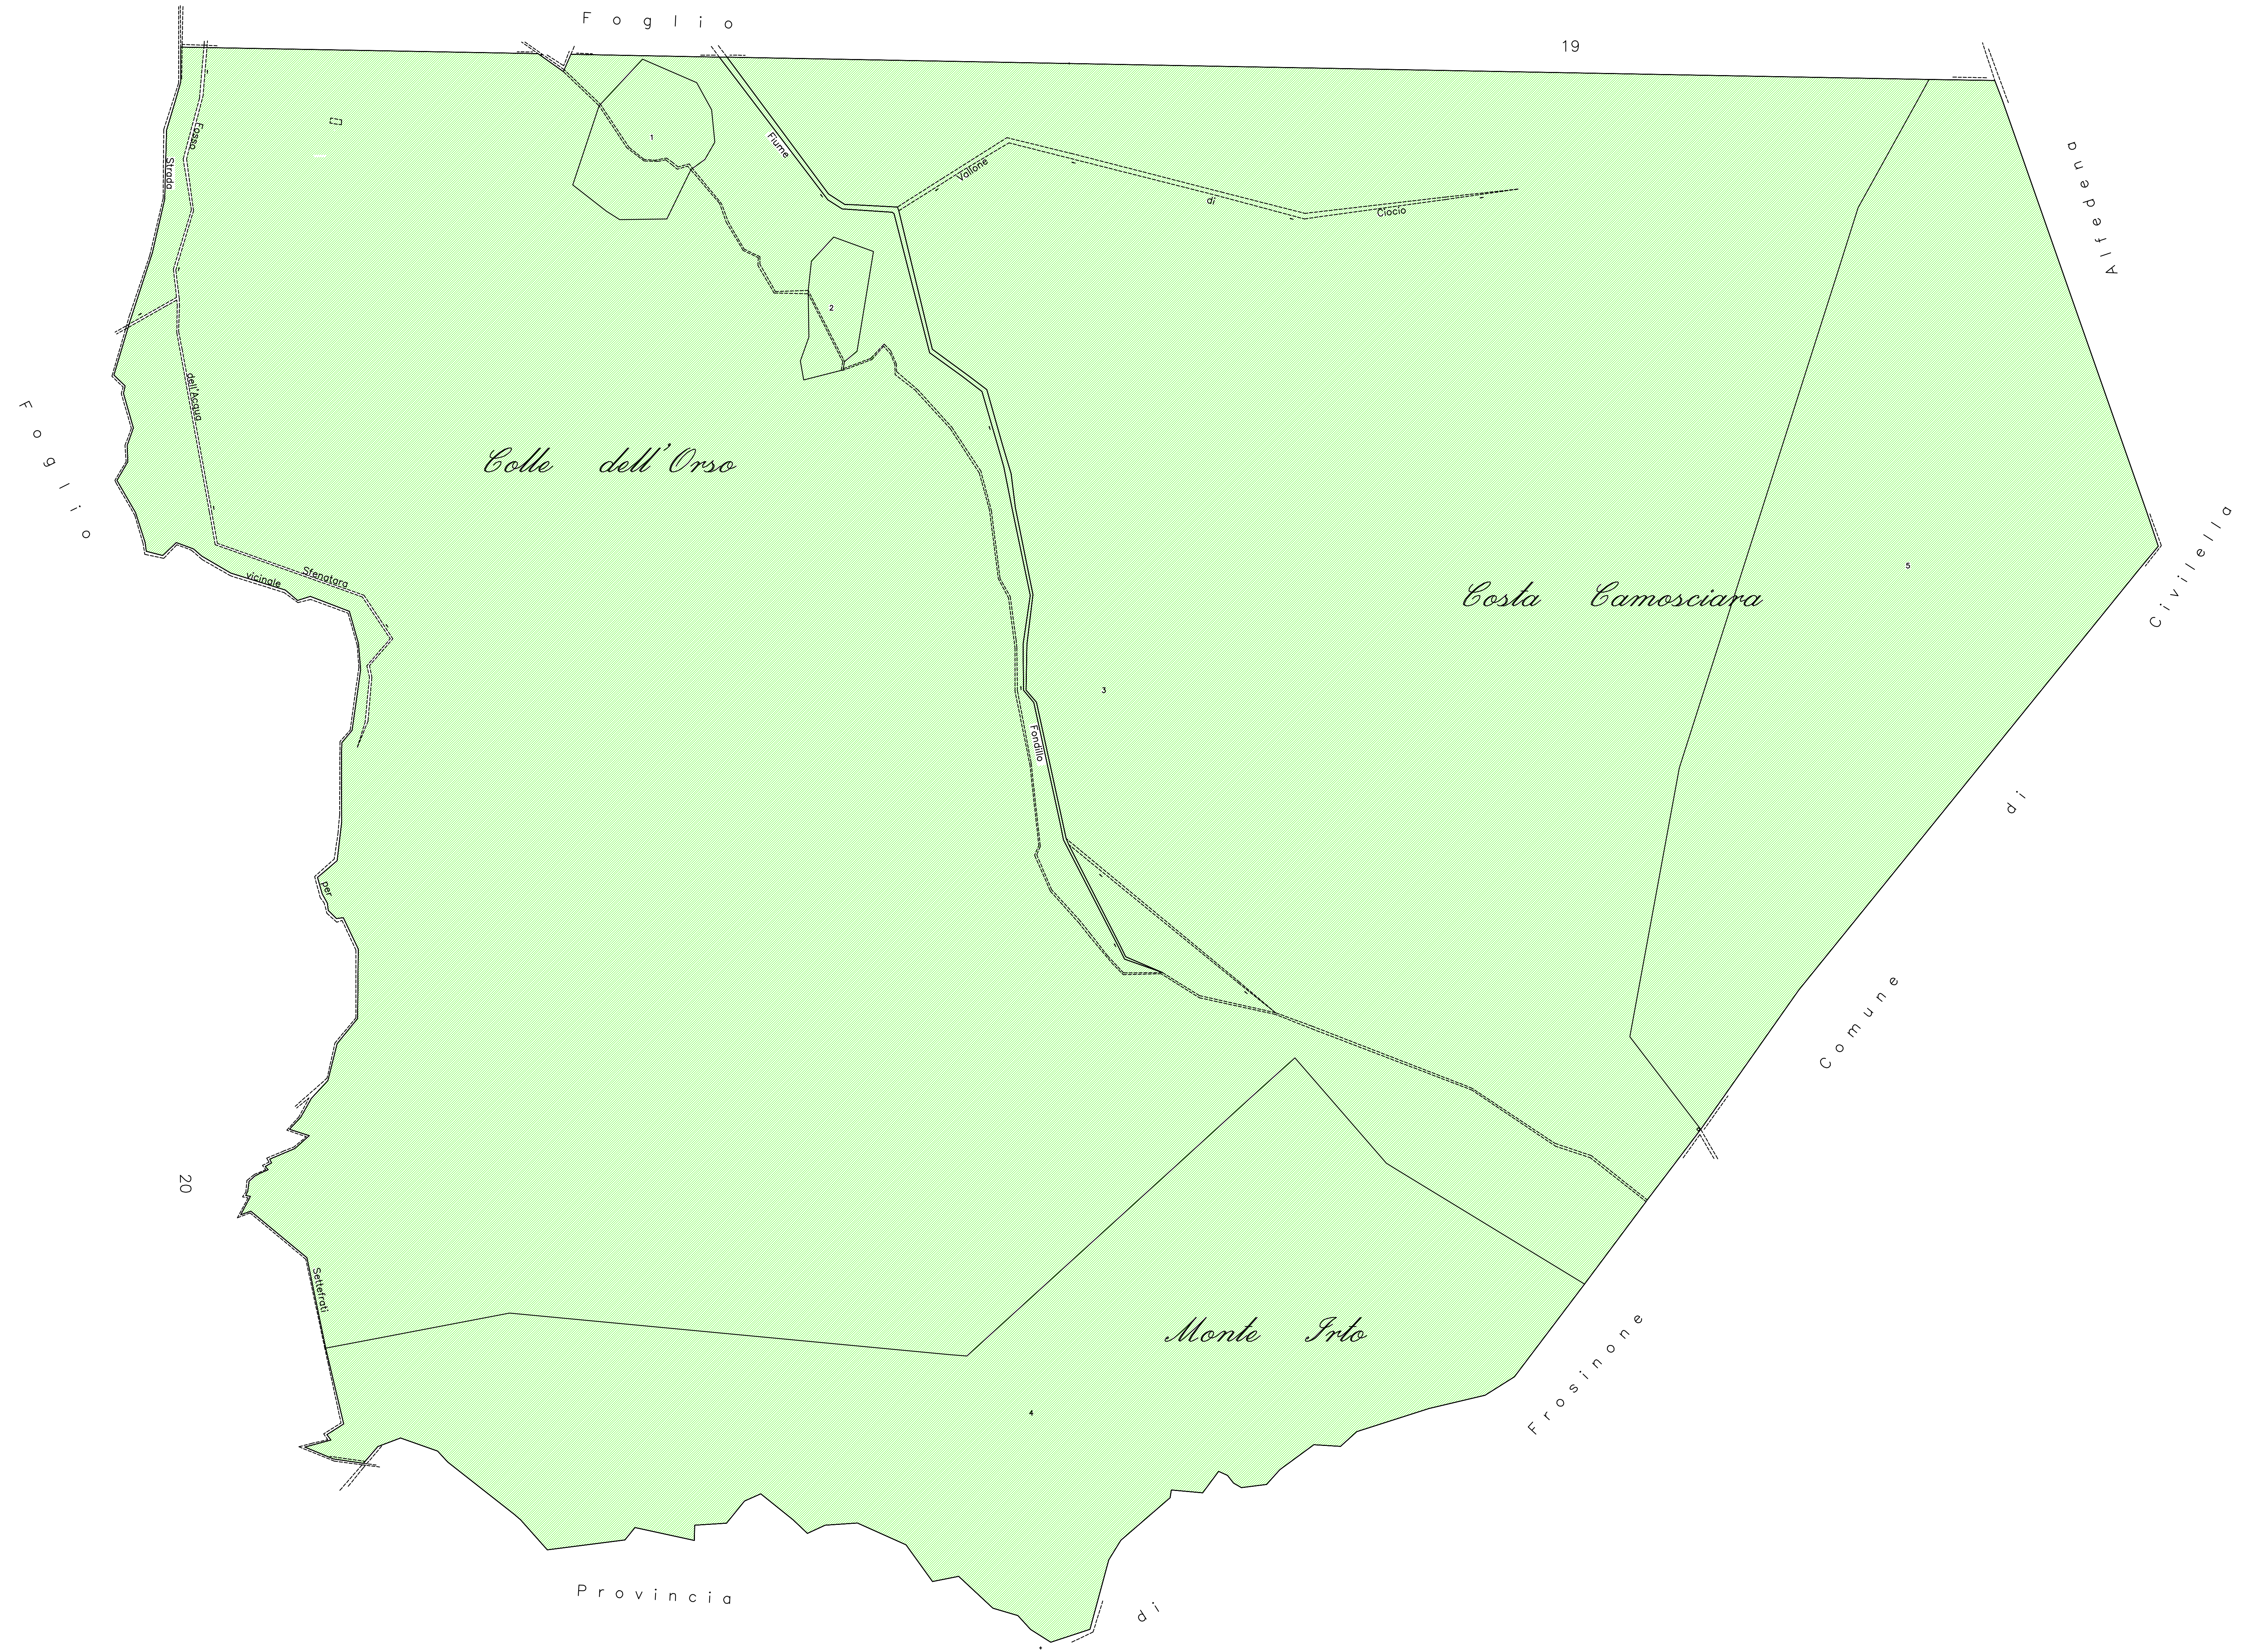 Foglio
19
Alfedena
Civilella
di
Comune
Frosinone
di
Provincia
20
Foglio
Strada
vicinale
per
Settefrati
Fosso
dell'Acqua
Sfenatara
Fiume
Fondillo
Vallone
di
Ciocio
Colle dell'Orso
Costa Camosciara
Monte Irto
1
2
3
4
5